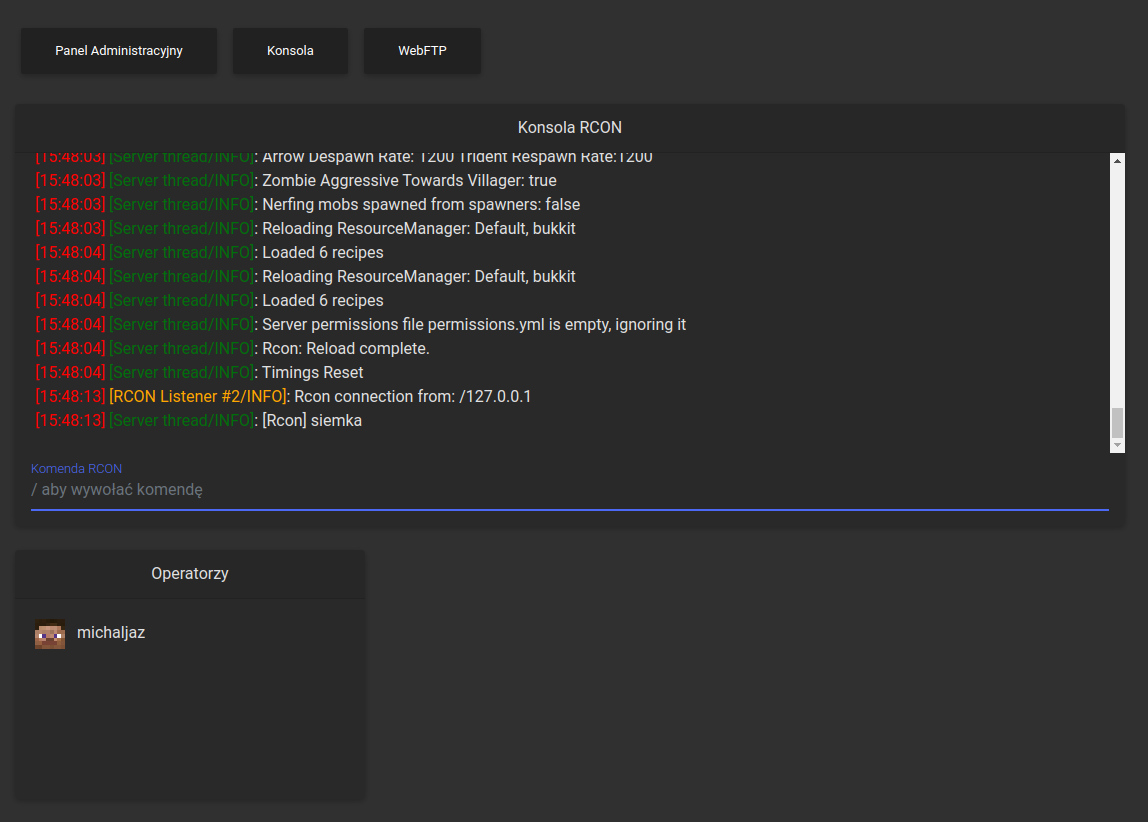 Panel Administracyjny
Konsola
WebFTP
Konsola RCON
[15:48:03] [Server thread/INFO]: Arrow Despawn Rate: 1200 Trident Respawn Rate:1200
[15:48:03] [Server thread/INFO]: Zombie Aggressive Towards Villager: true
[15:48:03] [Server thread/INFO]: Nerfing mobs spawned from spawners: false
[15:48:03] [Server thread/INFO]: Reloading ResourceManager: Default, bukkit
[15:48:04] [Server thread/INFO]: Loaded 6 recipes
[15:48:04] [Server thread/INFO]: Reloading ResourceManager: Default, bukkit
[15:48:04] [Server thread/INFO]: Loaded 6 recipes
[15:48:04] [Server thread/INFO]: Server permissions file permissions.yml is empty, ignoring it
[15:48:04] [Server thread/INFO]: Rcon: Reload complete.
[15:48:04] [Server thread/INFO]: Timings Reset
[15:48:13] [RCON Listener #2/INFO]: Rcon connection from: /127.0.0.1
[15:48:13] [Server thread/INFO]: [Rcon] siemka
Komenda RCON
/ aby wywołać komendę
Operatorzy
michaljaz